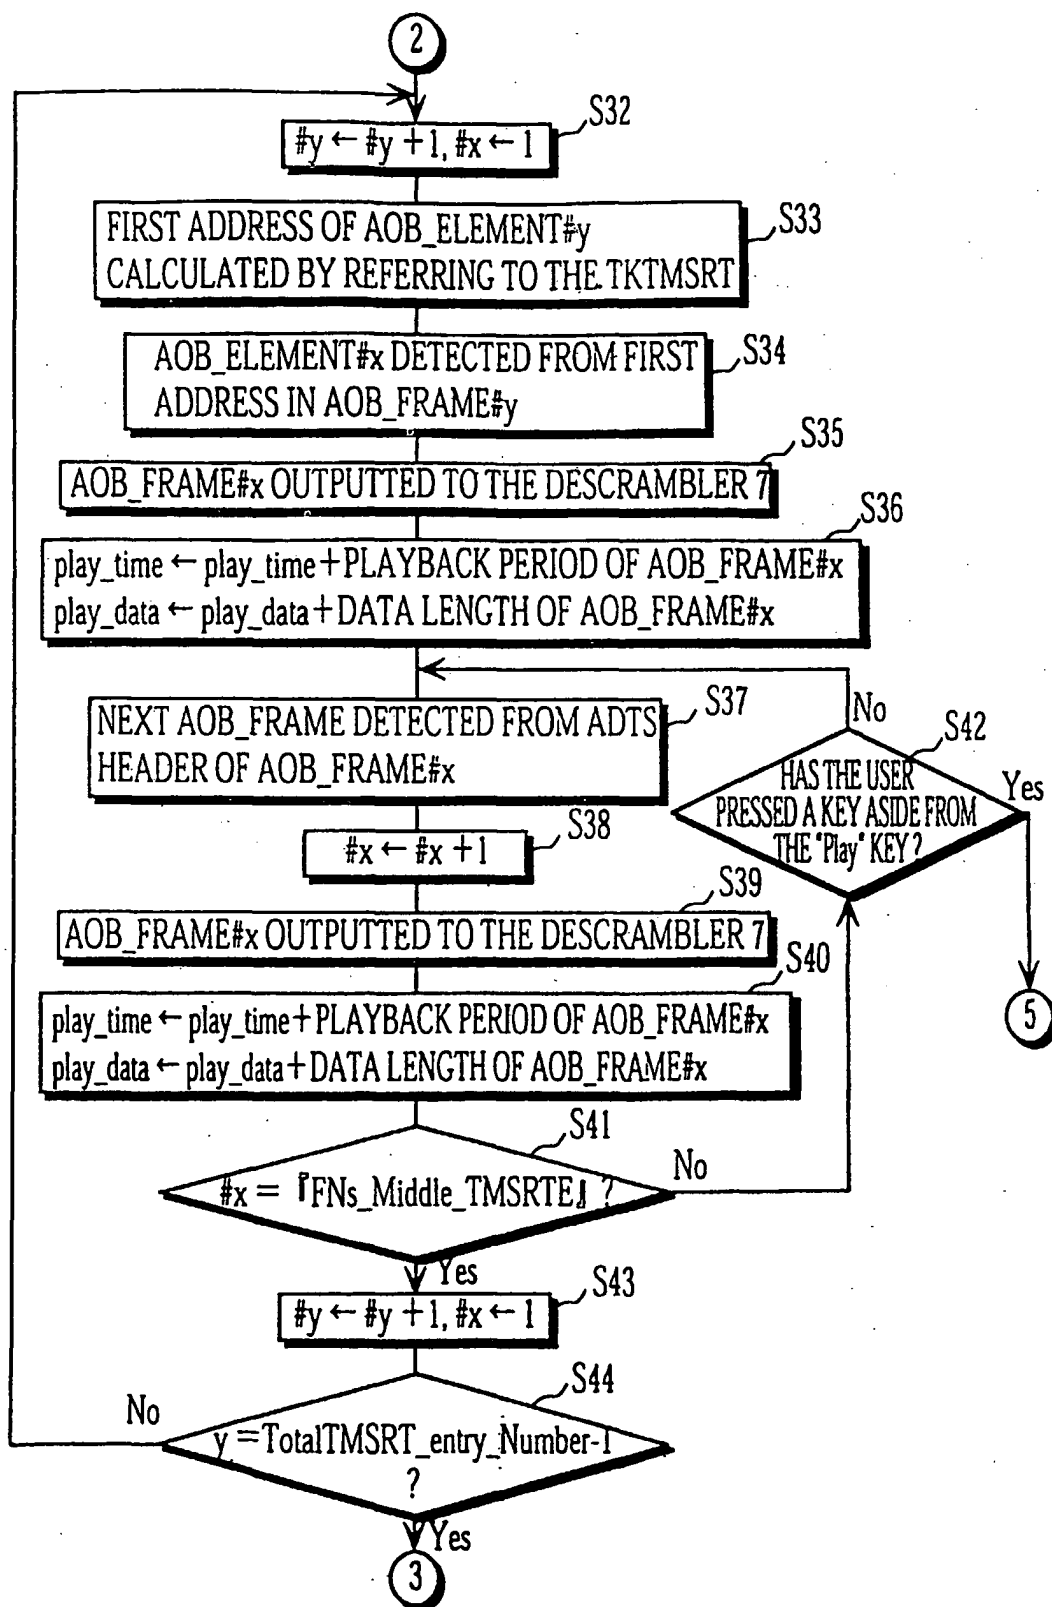 2
S32
#y ← #y + 1, #x ← 1
S33
FIRST ADDRESS OF AOB_ELEMENT#y
CALCULATED BY REFERRING TO THE TKTMSRT
S34
AOB_ELEMENT#x DETECTED FROM FIRST
ADDRESS IN AOB_FRAME#y
S35
AOB_FRAME#x OUTPUTTED TO THE DESCRAMBLER 7
S36
play_time ← play_time+PLAYBACK PERIOD OF AOB_FRAME#x
play_data ← play_data+DATA LENGTH OF AOB_FRAME#x
S37
NEXT AOB_FRAME DETECTED FROM ADTS
HEADER OF AOB_FRAME#x
No
S42
HAS THE USER
PRESSED A KEY ASIDE FROM
THE "Play" KEY ?
Yes
S38
#x ← #x + 1
S39
AOB_FRAME#x OUTPUTTED TO THE DESCRAMBLER 7
S40
play_time ← play_time+PLAYBACK PERIOD OF AOB_FRAME#x
play_data ← play_data+DATA LENGTH OF AOB_FRAME#x
5
S41
#x = 『FNs_Middle_TMSRTE』 ?
No
Yes
S43
#y ← #y + 1, #x ← 1
S44
No
y =TotalTMSRT_entry_Number-1
?
Yes
3